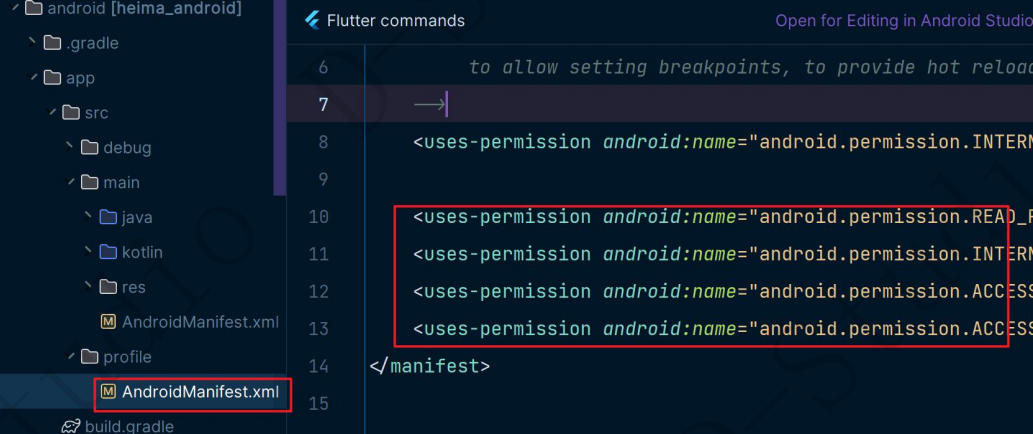 android [heima_android]
.gradle
app
src
debug
main
java
kotlin
res
AndroidManifest.xml
profile
AndroidManifest.xml
build.gradle
Flutter commands
Open for Editing in Android Studio
6 to allow setting breakpoints, to provide hot reload
7 -->
8 <uses-permission android:name="android.permission.INTERN
9
10 <uses-permission android:name="android.permission.READ_P
11 <uses-permission android:name="android.permission.INTERN
12 <uses-permission android:name="android.permission.ACCESS
13 <uses-permission android:name="android.permission.ACCESS
14 </manifest>
15